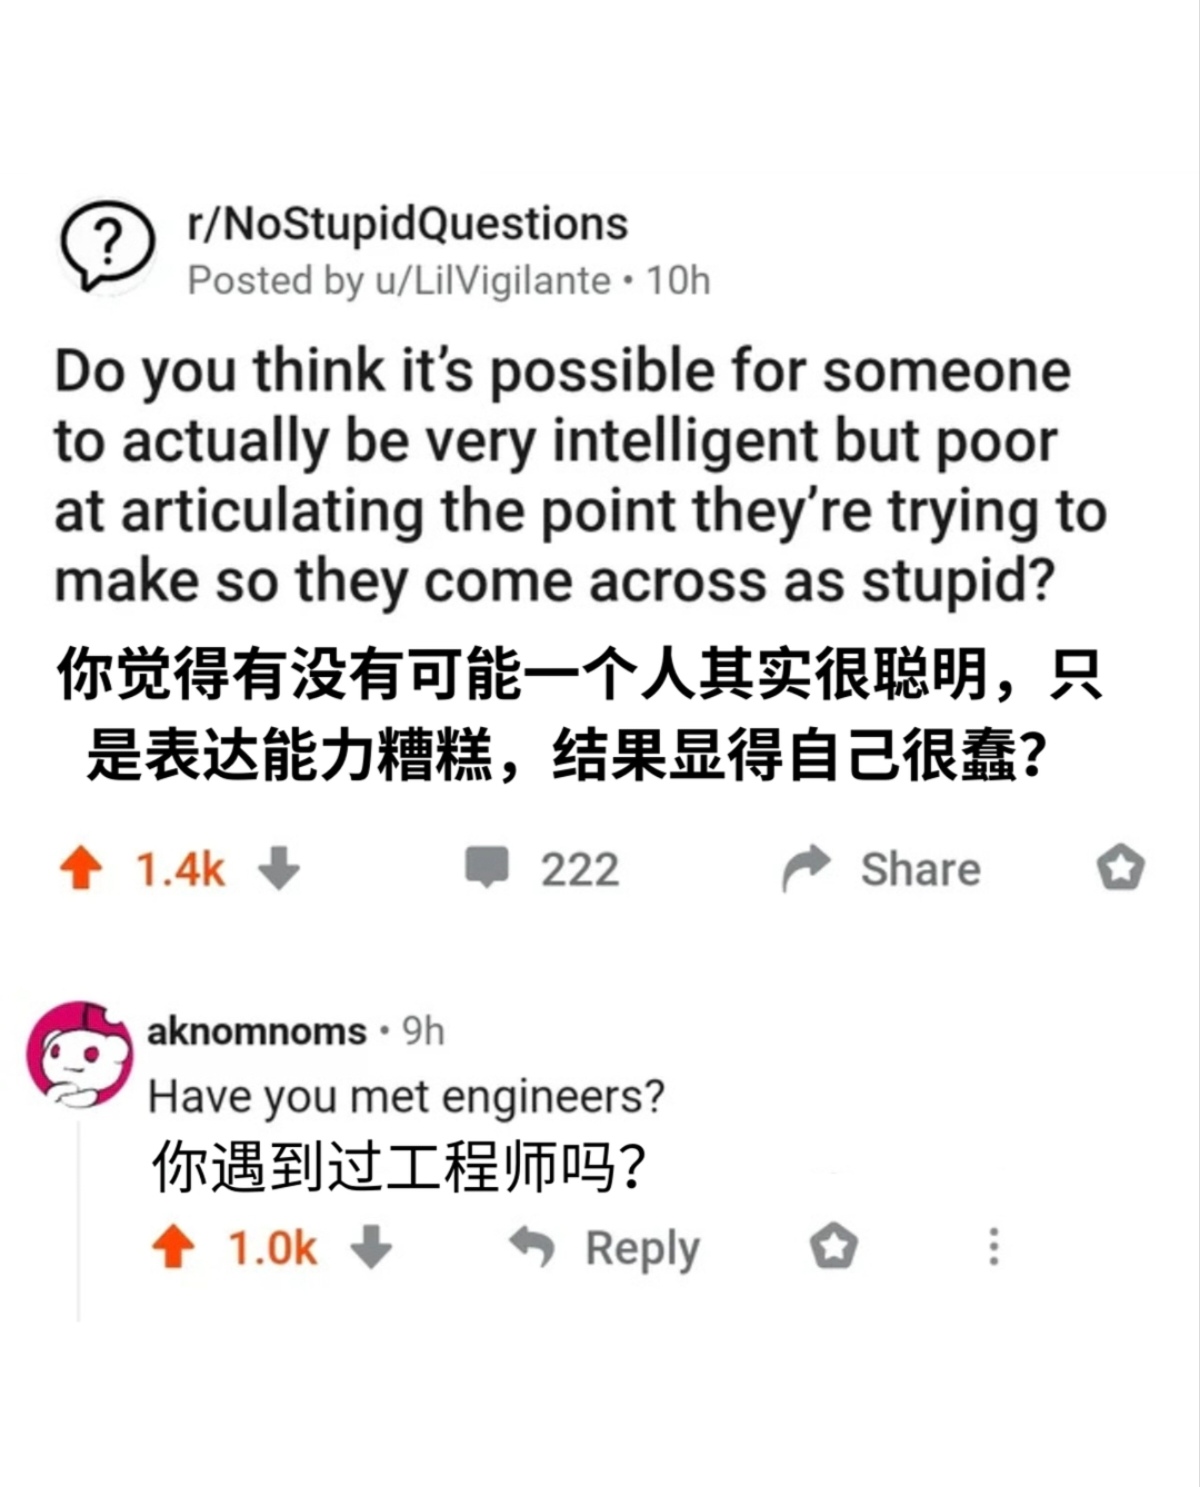 r/NoStupidQuestions
Posted by u/LilVigilante • 10h
Do you think it’s possible for someone
to actually be very intelligent but poor
at articulating the point they’re trying to
make so they come across as stupid?
你觉得有没有可能一个人其实很聪明，只
是表达能力糟糕，结果显得自己很蠢？
1.4k 222 Share
aknomnoms • 9h
Have you met engineers?
你遇到过工程师吗？
1.0k Reply